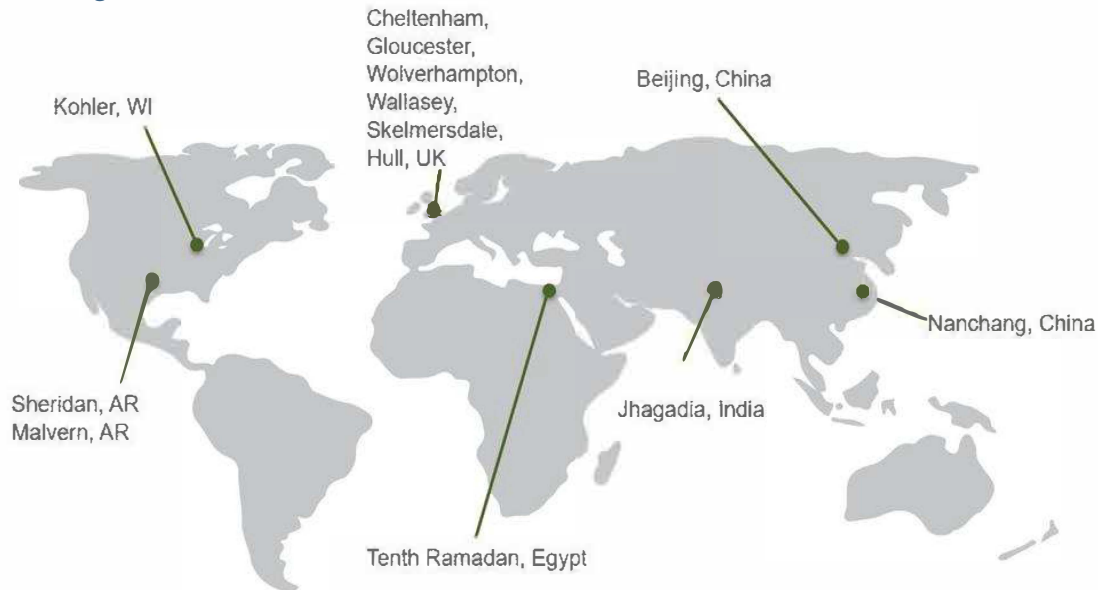 Cheltenham,
Gloucester,
Wolverhampton,
Wallasey,
Skelmersdale,
Hull, UK
Kohler, WI
Beijing, China
Nanchang, China
Sheridan, AR
Malvern, AR
Jhagadia, India
Tenth Ramadan, Egypt